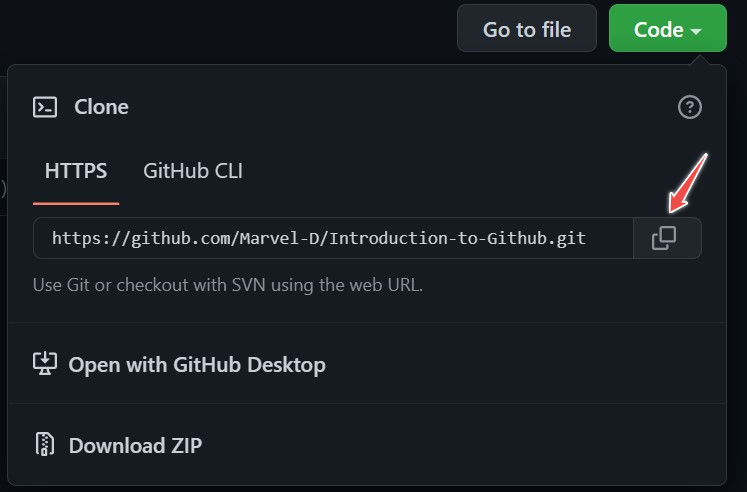 Go to file
Code
Clone
HTTPS
GitHub CLI
)
https://github.com/Marvel-D/Introduction-to-Github.git
Use Git or checkout with SVN using the web URL.
Open with GitHub Desktop
Download ZIP